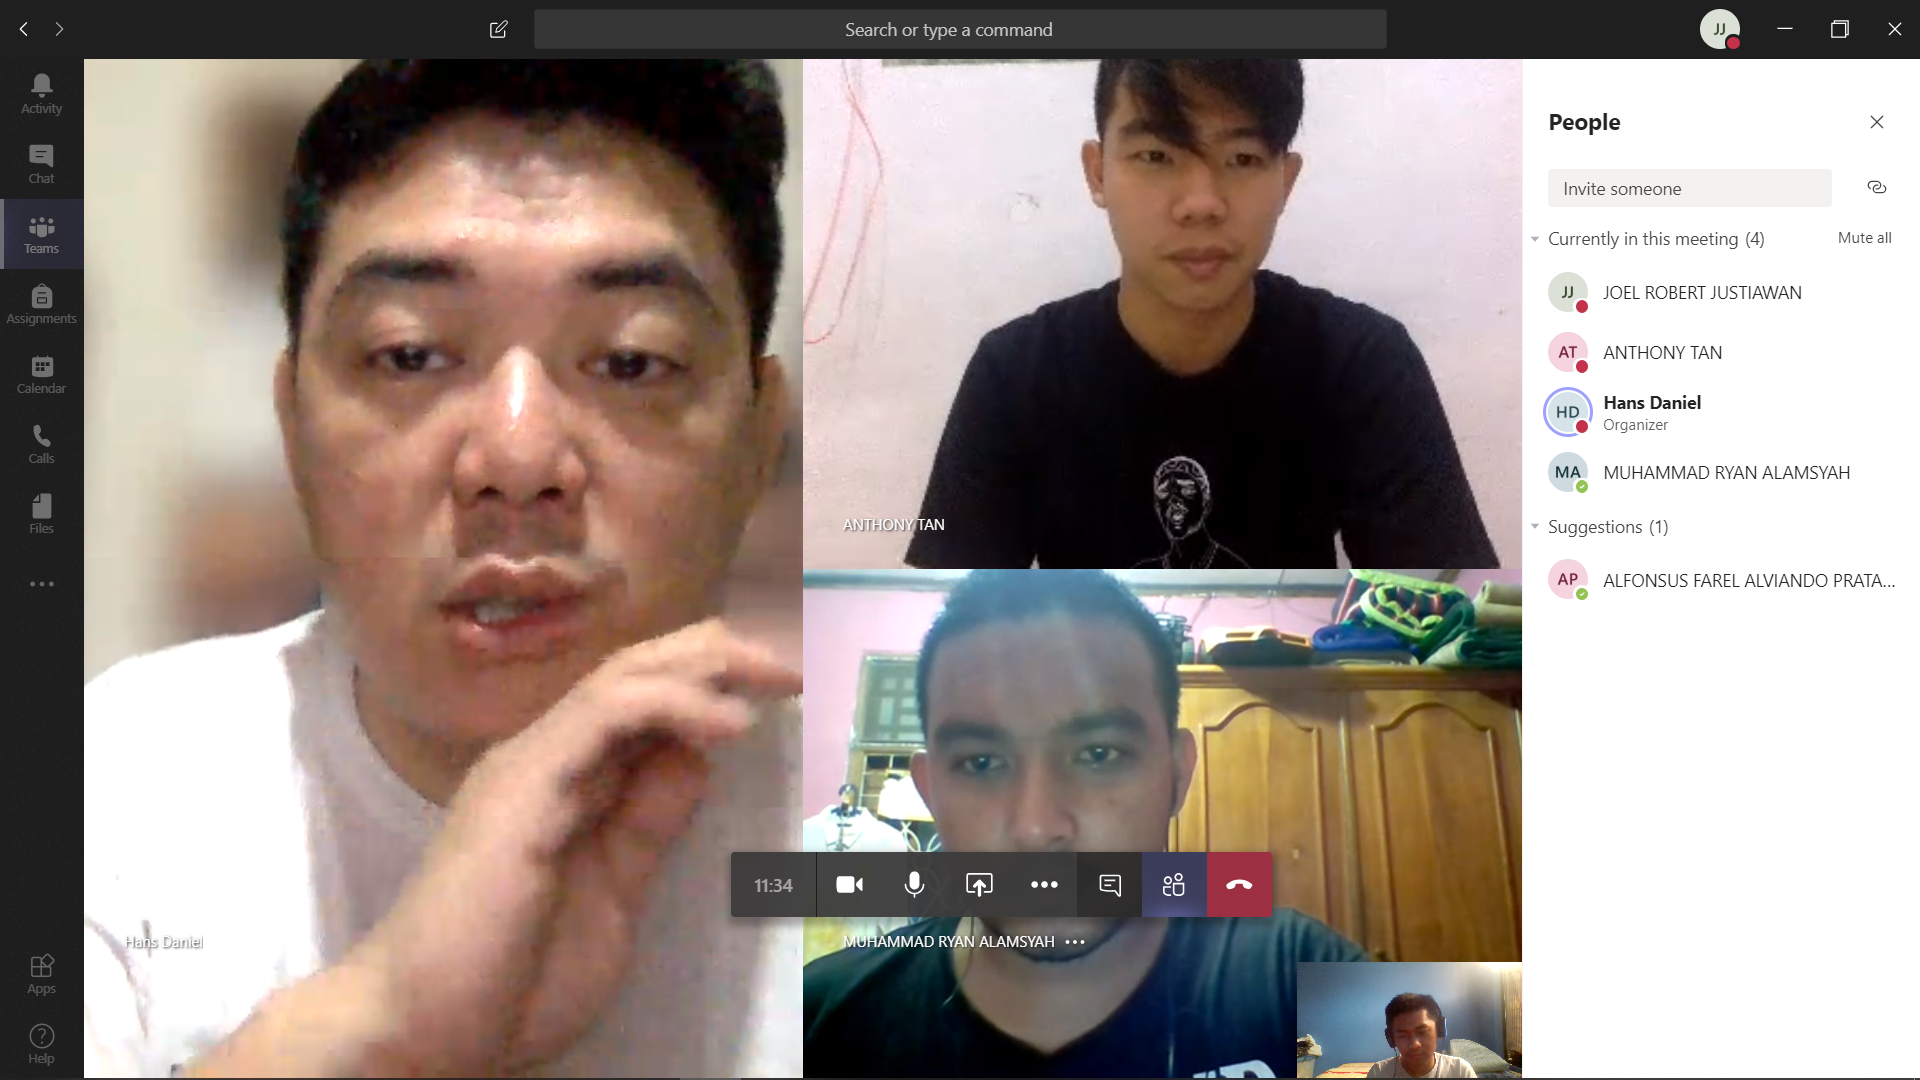 Search or type a command
JJ
Activity
Chat
Teams
Assignments
Calendar
Calls
Files
Apps
Help
Hans Daniel
ANTHONY TAN
MUHAMMAD RYAN ALAMSYAH
11:34
People
Invite someone
Currently in this meeting (4)
Mute all
JJ JOEL ROBERT JUSTIAWAN
AT ANTHONY TAN
HD Hans Daniel
Organizer
MA MUHAMMAD RYAN ALAMSYAH
Suggestions (1)
AP ALFONSUS FAREL ALVIANDO PRATA...